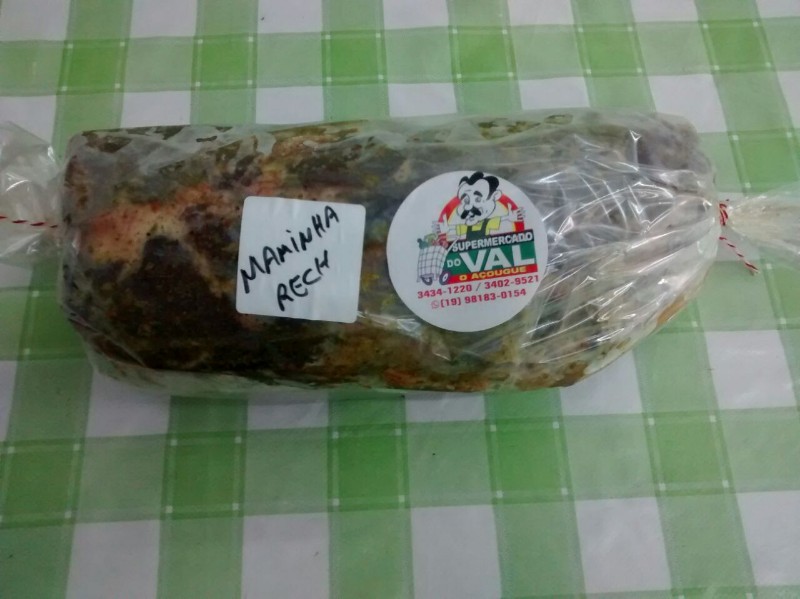 MAMINHA
RECH
SUPERMERCADO
DO VAL
O AÇOUGUE
3434-1220 / 3402-9521
(19) 98183-0154